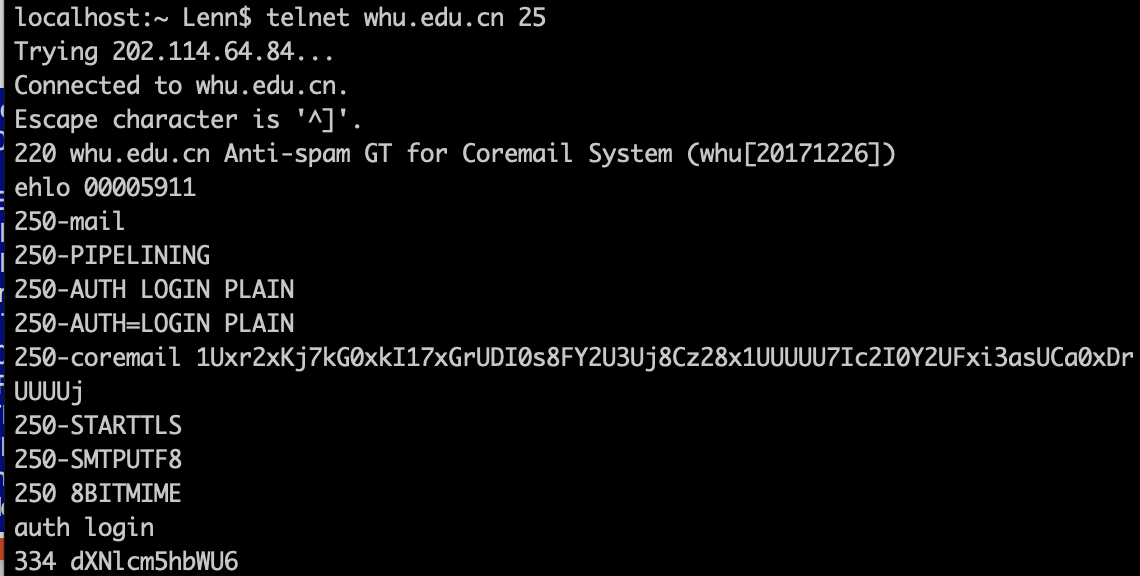 localhost:~ Lenn$ telnet whu.edu.cn 25
Trying 202.114.64.84...
Connected to whu.edu.cn.
Escape character is '^]'.
220 whu.edu.cn Anti-spam GT for Coremail System (whu[20171226])
ehlo 00005911
250-mail
250-PIPELINING
250-AUTH LOGIN PLAIN
250-AUTH=LOGIN PLAIN
250-coremail 1Uxr2xKj7kG0xkI17xGrUDI0s8FY2U3Uj8Cz28x1UUUUU7Ic2I0Y2UFxi3asUCa0xDr
UUUUj
250-STARTTLS
250-SMTPUTF8
250 8BITMIME
auth login
334 dXNlcm5hbWU6